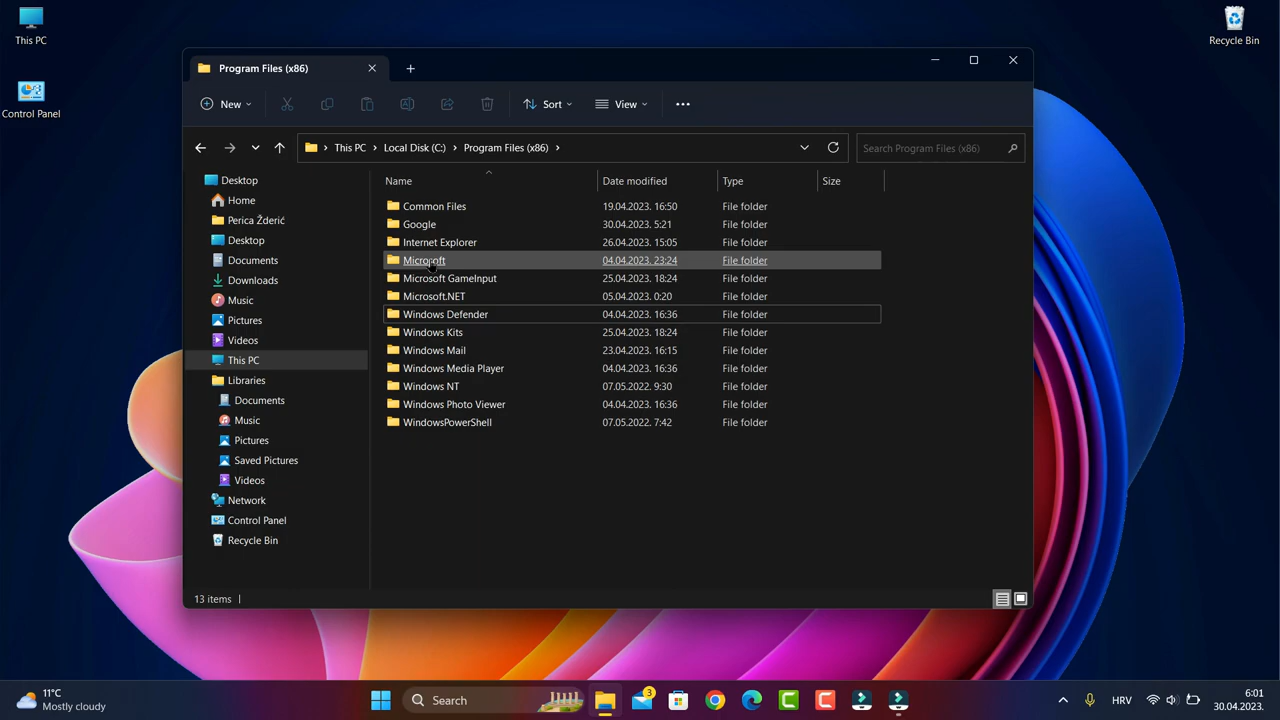 This PC
Recycle Bin
Control Panel
Program Files (x86)
New
Sort
View
This PC > Local Disk (C:) > Program Files (x86) >
Search Program Files (x86)
Name Date modified Type Size
Desktop
Home
Perica Žderić
Desktop
Documents
Downloads
Music
Pictures
Videos
This PC
Libraries
Documents
Music
Pictures
Saved Pictures
Videos
Network
Control Panel
Recycle Bin
Common Files 19.04.2023. 16:50 File folder
Google 30.04.2023. 5:21 File folder
Internet Explorer 26.04.2023. 15:05 File folder
Microsoft 04.04.2023. 23:24 File folder
Microsoft GameInput 25.04.2023. 18:24 File folder
Microsoft.NET 05.04.2023. 0:20 File folder
Windows Defender 04.04.2023. 16:36 File folder
Windows Kits 25.04.2023. 18:24 File folder
Windows Mail 23.04.2023. 16:15 File folder
Windows Media Player 04.04.2023. 16:36 File folder
Windows NT 07.05.2022. 9:30 File folder
Windows Photo Viewer 04.04.2023. 16:36 File folder
WindowsPowerShell 07.05.2022. 7:42 File folder
13 items
11°C
Mostly cloudy
Search
3
HRV
6:01
30.04.2023.